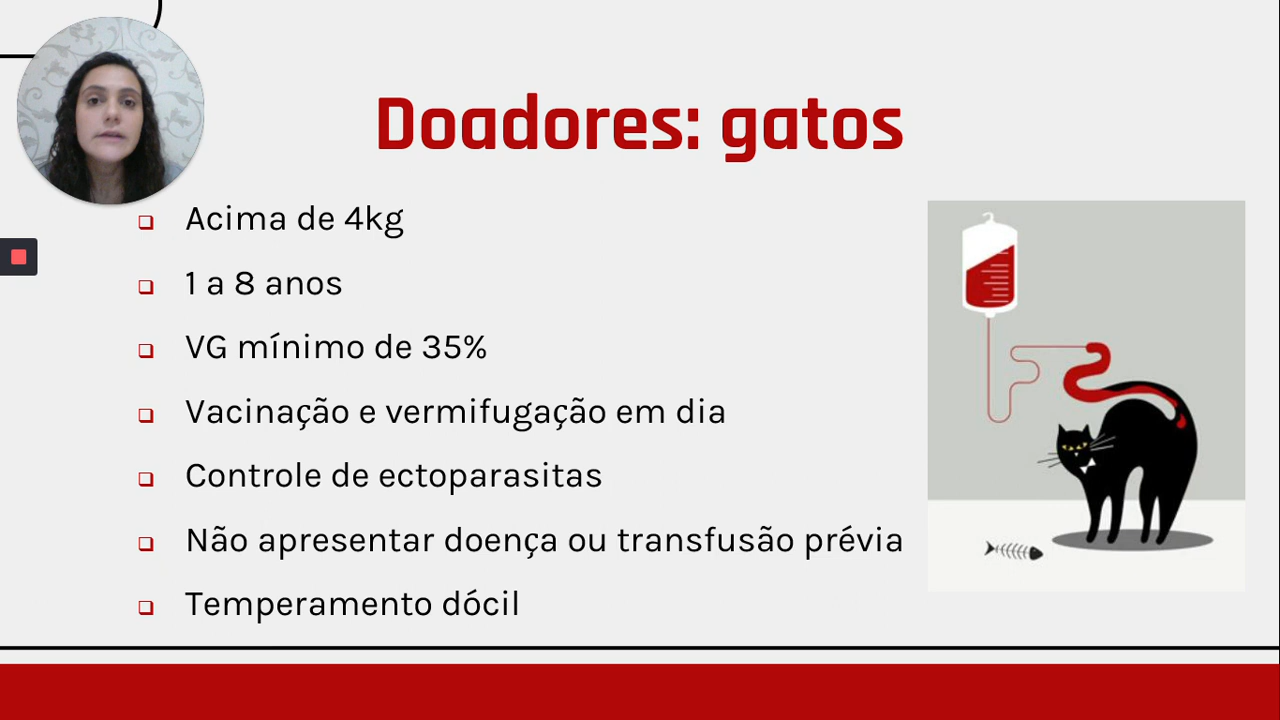 Doadores: gatos
Acima de 4kg
1 a 8 anos
VG mínimo de 35%
Vacinação e vermifugação em dia
Controle de ectoparasitas
Não apresentar doença ou transfusão prévia
Temperamento dócil